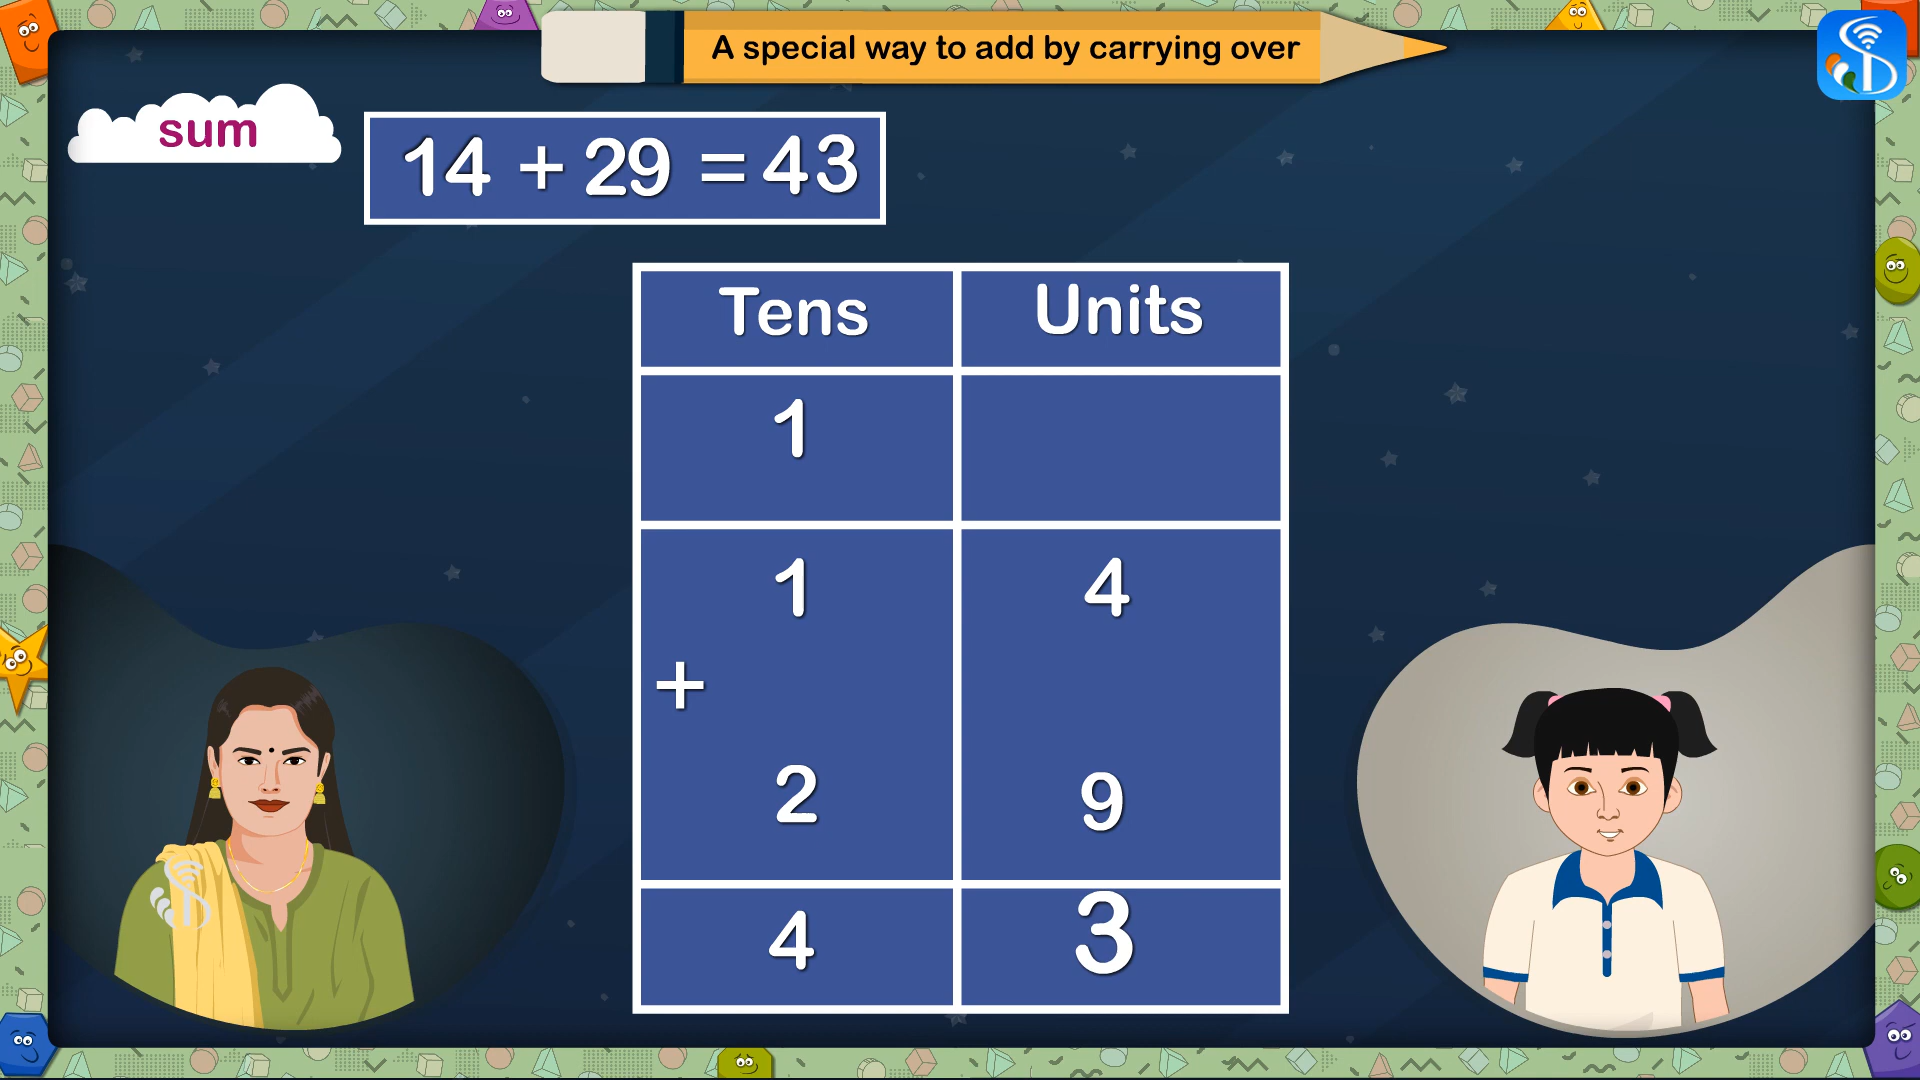 A special way to add by carrying over
sum
14 + 29 = 43
Tens Units
1
1 4
+
2 9
4 3